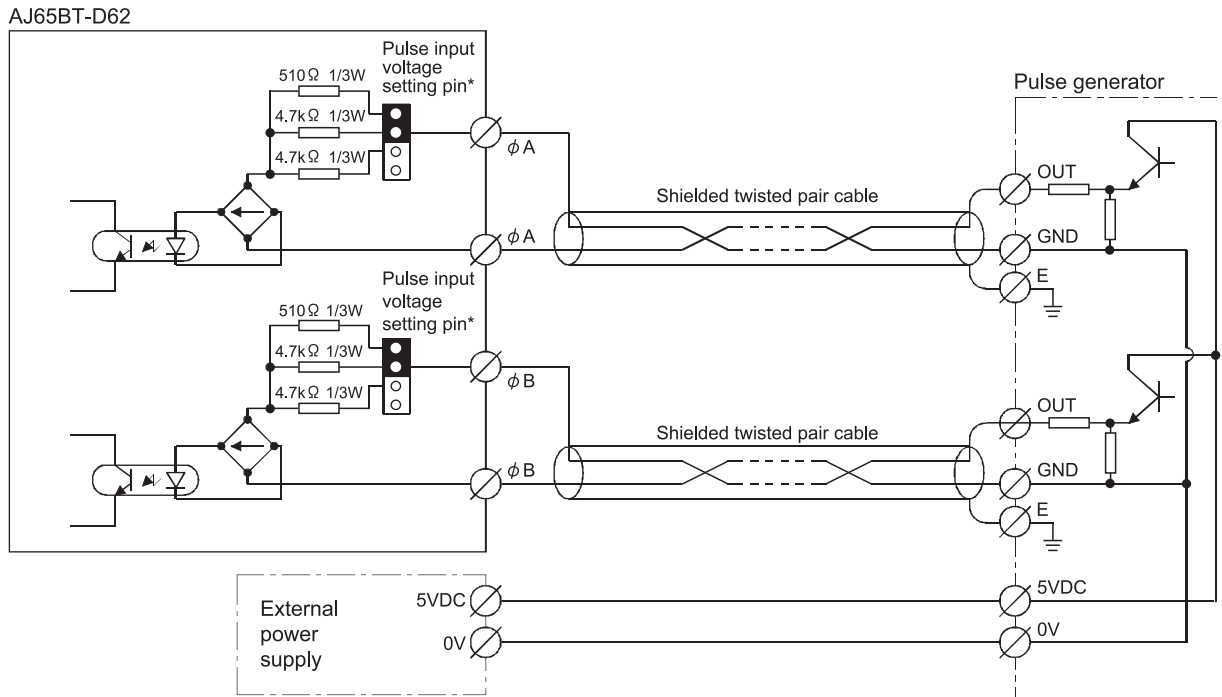 AJ65BT-D62
Pulse input
voltage
setting pin*
510Ω 1/3W
4.7kΩ 1/3W
4.7kΩ 1/3W
φA
φA
Shielded twisted pair cable
Pulse generator
OUT
GND
E
Pulse input
voltage
setting pin*
510Ω 1/3W
4.7kΩ 1/3W
4.7kΩ 1/3W
φB
φB
Shielded twisted pair cable
OUT
GND
E
External
power
supply
5VDC
0V
5VDC
0V